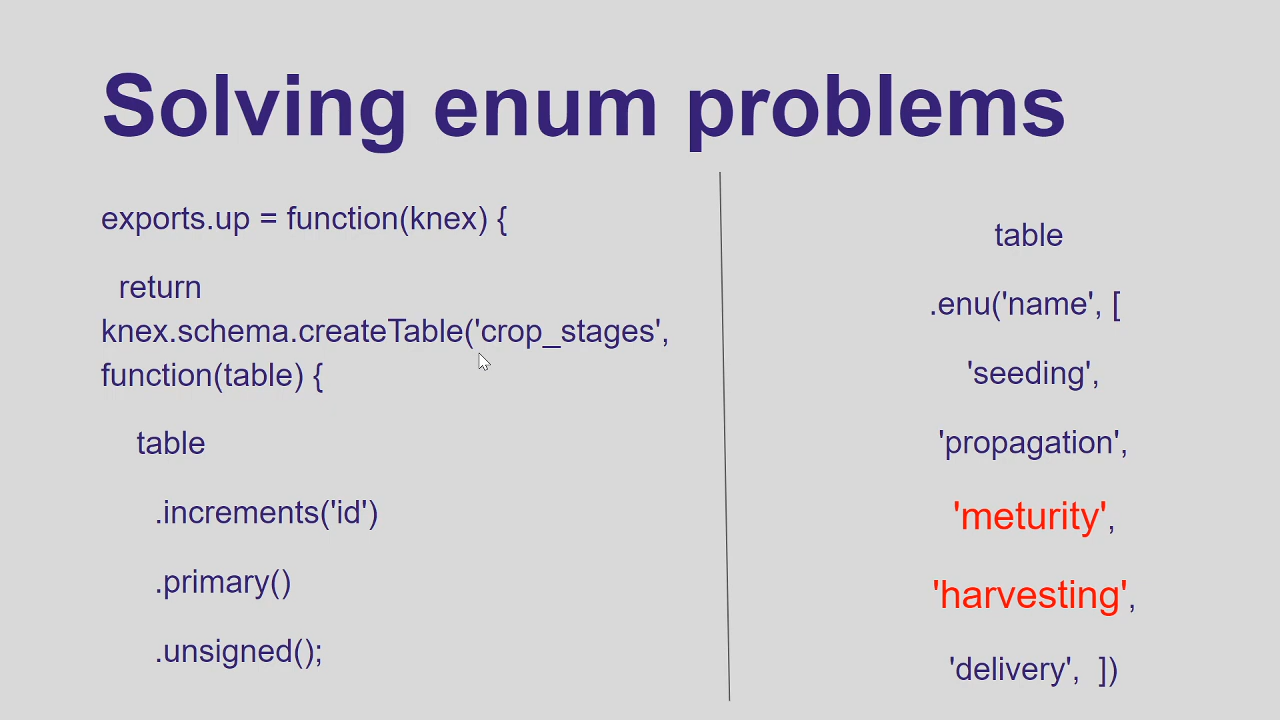 Solving enum problems
exports.up = function(knex) {
return
knex.schema.createTable('crop_stages',
function(table) {
table
.increments('id')
.primary()
.unsigned();
table
.enu('name', [
'seeding',
'propagation',
'meturity',
'harvesting',
'delivery', ])